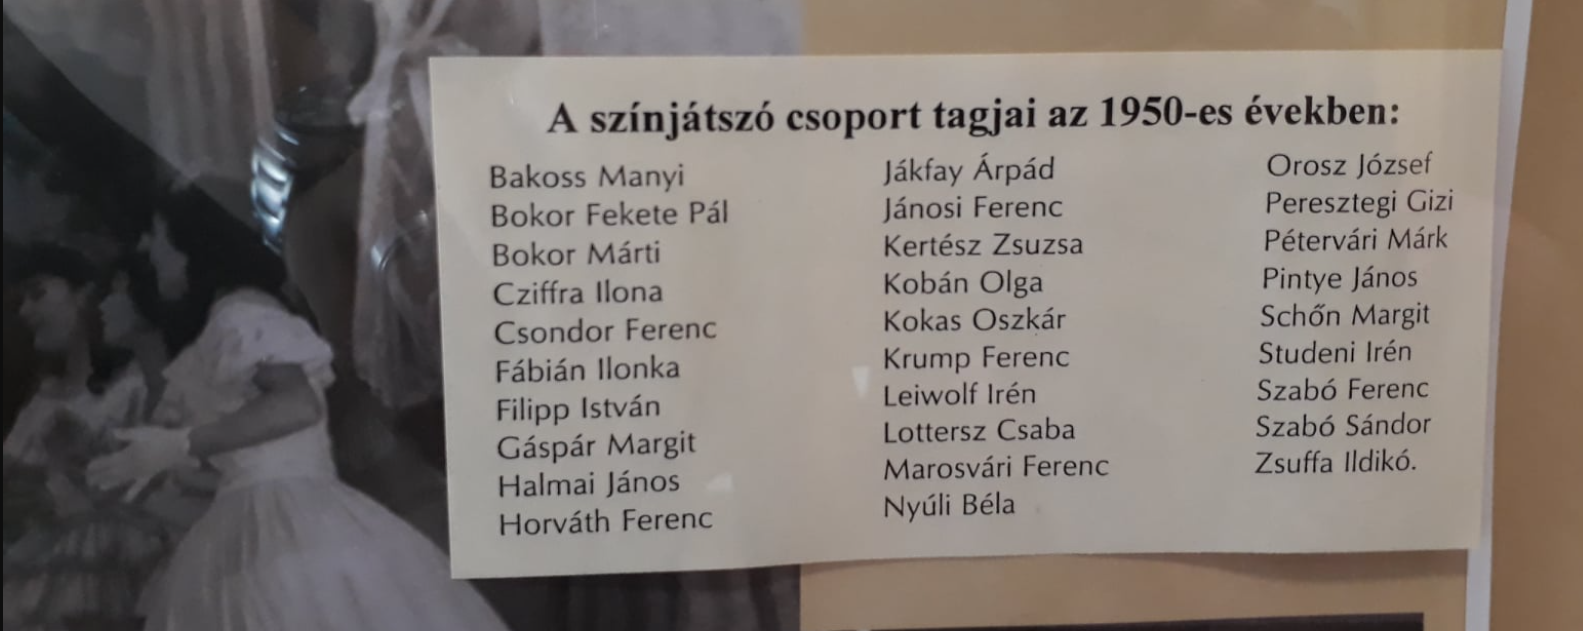 A színjátszó csoport tagjai az 1950-es években:
Bakoss Manyi
Bokor Fekete Pál
Bokor Márti
Cziffra Ilona
Csondor Ferenc
Fábián Ilonka
Filipp István
Gáspár Margit
Halmai János
Horváth Ferenc
Jákfay Árpád
Jánosi Ferenc
Kertész Zsuzsa
Kobán Olga
Kokas Oszkár
Krump Ferenc
Leiwolf Irén
Lottersz Csaba
Marosvári Ferenc
Nyúli Béla
Orosz József
Peresztegi Gizi
Pétervári Márk
Pintye János
Schőn Margit
Studeni Irén
Szabó Ferenc
Szabó Sándor
Zsuffa Ildikó.